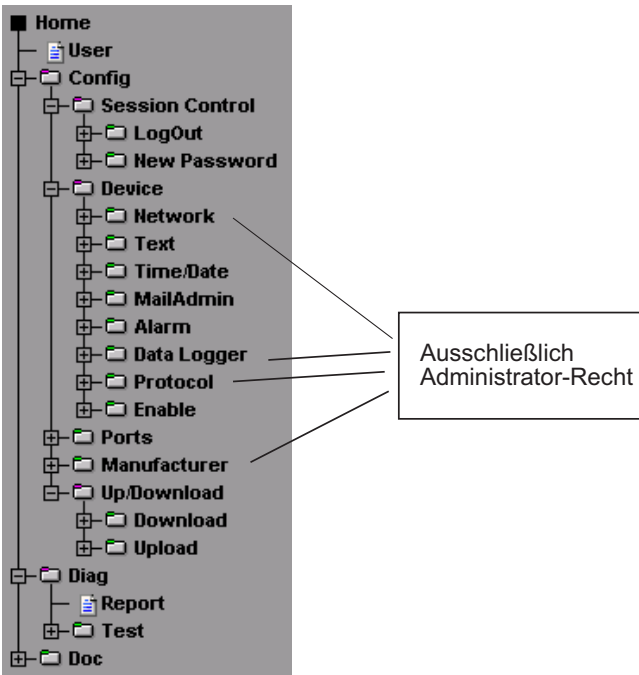 Home
User
Config
Session Control
LogOut
New Password
Device
Network
Text
Time/Date
MailAdmin
Alarm
Data Logger
Protocol
Enable
Ports
Manufacturer
Up/Download
Download
Upload
Diag
Report
Test
Doc
Ausschließlich
Administrator-Recht